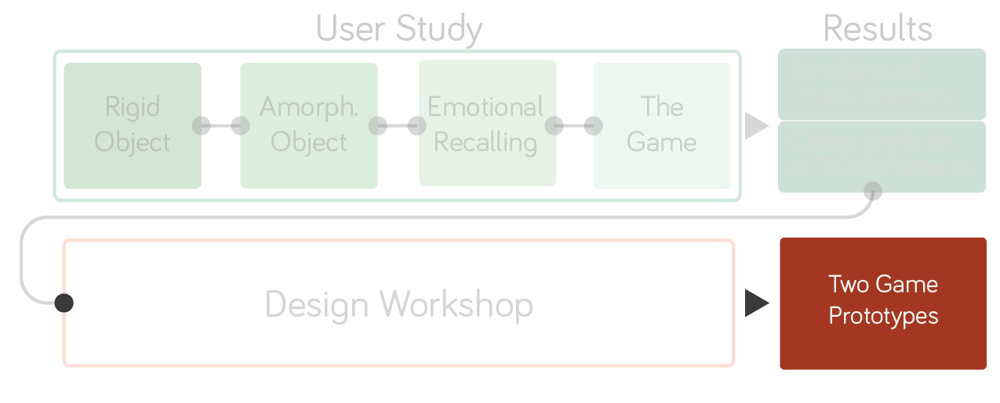 User Study
Results
Rigid
Object
Amorph.
Object
Emotional
Recalling
The
Game
Design Workshop
Two Game
Prototypes